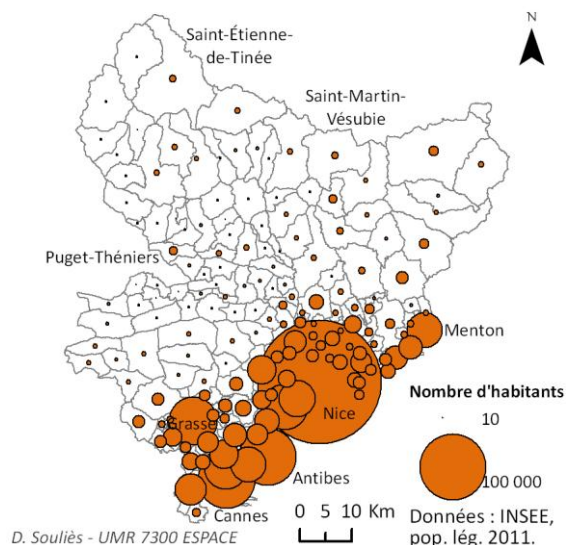 N
Saint-Étienne-
de-Tinée
Saint-Martin-
Vésubie
Puget-Théniers
Menton
Nombre d'habitants
10
Nice
Grasse
100 000
Antibes
Cannes
0 5 10 Km
Données : INSEE,
pop. lég. 2011.
D. Souliès - UMR 7300 ESPACE